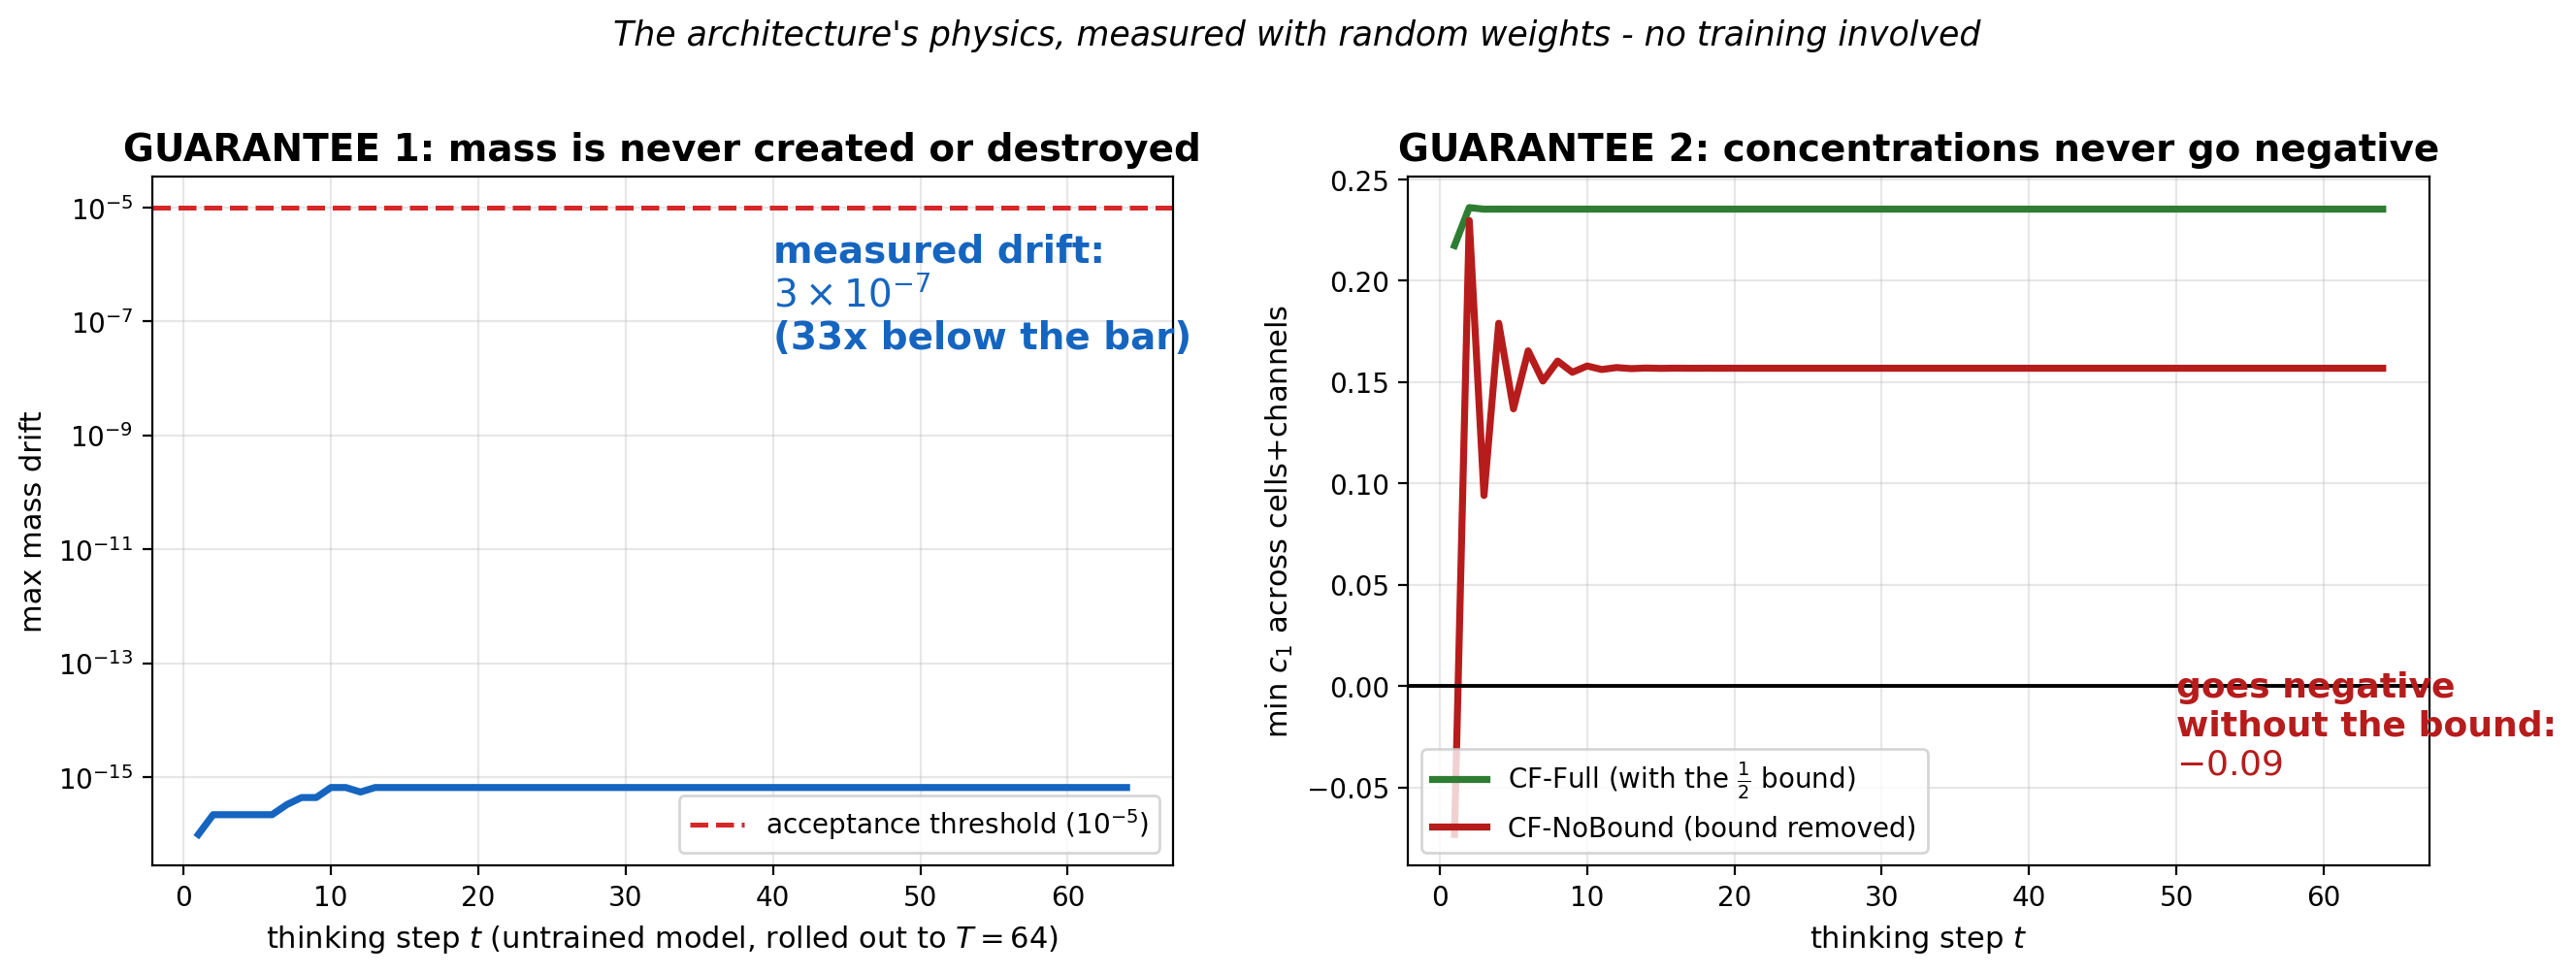 The architecture's physics, measured with random weights - no training involved
GUARANTEE 1: mass is never created or destroyed
max mass drift
10⁻⁵
10⁻⁷
10⁻⁹
10⁻¹¹
10⁻¹³
10⁻¹⁵
measured drift:
3 × 10⁻⁷
(33x below the bar)
acceptance threshold (10⁻⁵)
0 10 20 30 40 50 60
thinking step t (untrained model, rolled out to T = 64)
GUARANTEE 2: concentrations never go negative
min c₁ across cells+channels
0.25
0.20
0.15
0.10
0.05
0.00
−0.05
goes negative
without the bound:
−0.09
CF-Full (with the ½ bound)
CF-NoBound (bound removed)
0 10 20 30 40 50 60
thinking step t